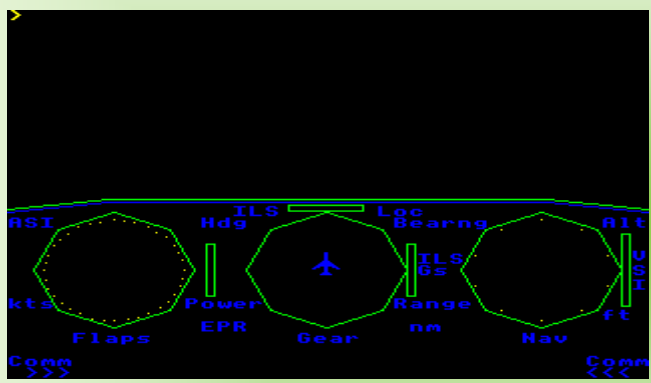 >
ILS Loc
ASI Hdg Bearng Alt
ILS V
Gs S
I
kts Power Range
ft
EPR nm
Flaps Gear Nav
Comm Comm
>>> <<<